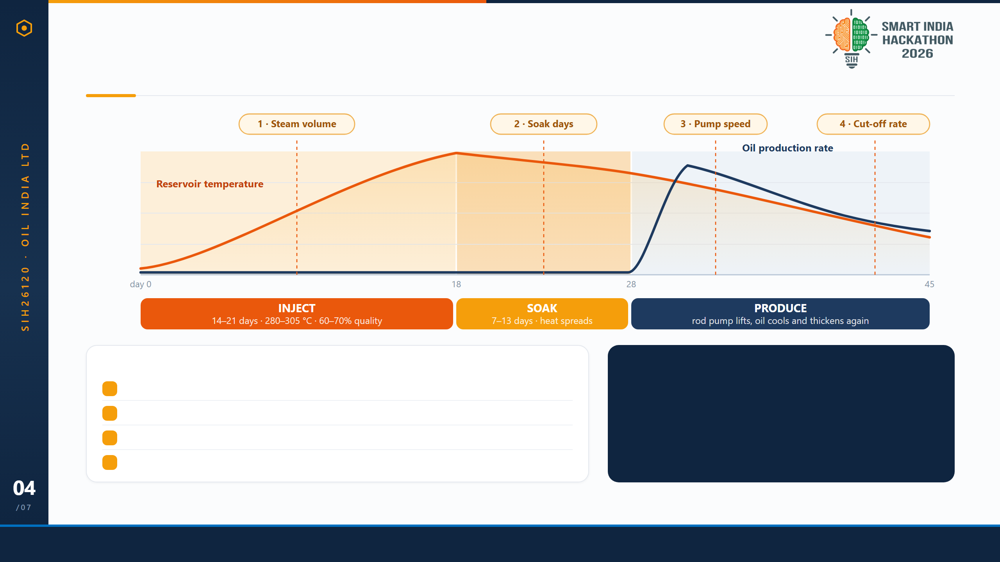 SMART INDIA
HACKATHON
2026
SIH
1 · Steam volume
2 · Soak days
3 · Pump speed
4 · Cut-off rate
Oil production rate
Reservoir temperature
day 0
18
28
45
INJECT
14–21 days · 280–305 °C · 60–70% quality
SOAK
7–13 days · heat spreads
PRODUCE
rod pump lifts, oil cools and thickens again
SIH26120 · OIL INDIA LTD
04
/07